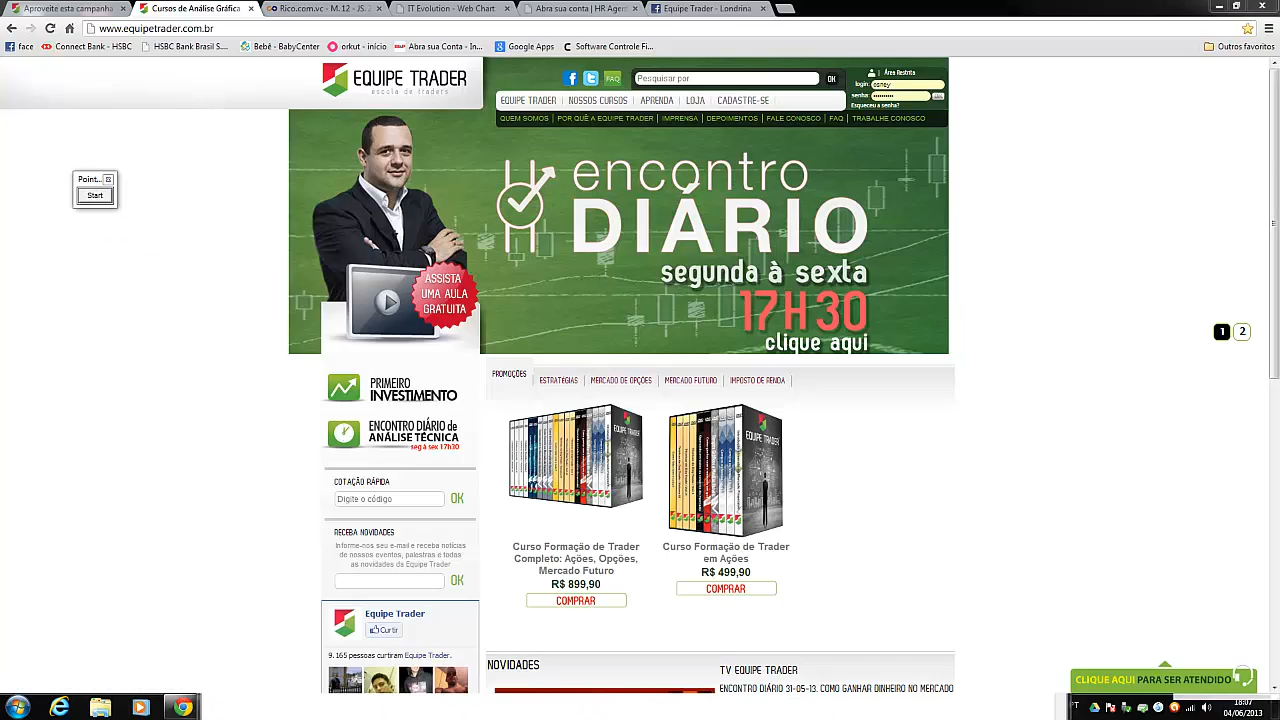 Aproveite esta campanha
Cursos de Análise Gráfica
Rico.com.vc - M. 12 - JS. 2
IT Evolution - Web Chart
Abra sua conta | HR Agen
Equipe Trader - Londrina
www.equipetrader.com.br
face
Connect Bank - HSBC
HSBC Bank Brasil S....
Bebê - BabyCenter
orkut - início
Abra sua Conta - In...
Google Apps
Software Controle Fi...
Outros favoritos
EQUIPE TRADER
escola de traders
FAQ
Pesquisar por
OK
Área Restrita
login:
osney
senha:
Esqueceu a senha?
EQUIPE TRADER
NOSSOS CURSOS
APRENDA
LOJA
CADASTRE-SE
QUEM SOMOS
POR QUÊ A EQUIPE TRADER
IMPRENSA
DEPOIMENTOS
FALE CONOSCO
FAQ
TRABALHE CONOSCO
Point...
Start
encontro
DIÁRIO
segunda à sexta
17H30
clique aqui
ASSISTA
UMA AULA
GRATUITA
1
2
PRIMEIRO
INVESTIMENTO
ENCONTRO DIÁRIO de
ANÁLISE TÉCNICA
seg à sex 17h30
PROMOÇÕES
ESTRATÉGIAS
MERCADO DE OPÇÕES
MERCADO FUTURO
IMPOSTO DE RENDA
COTAÇÃO RÁPIDA
Digite o código
OK
RECEBA NOVIDADES
Informe-nos seu e-mail e receba notícias
de nossos eventos, palestras e todas
as novidades da Equipe Trader
OK
Curso Formação de Trader
Completo: Ações, Opções,
Mercado Futuro
R$ 899,90
COMPRAR
Curso Formação de Trader
em Ações
R$ 499,90
COMPRAR
Equipe Trader
Curtir
9.165 pessoas curtiram Equipe Trader.
NOVIDADES
TV EQUIPE TRADER
ENCONTRO DIÁRIO 31-05-13. COMO GANHAR DINHEIRO NO MERCADO
CLIQUE AQUI PARA SER ATENDIDO
PT
18:07
04/06/2013